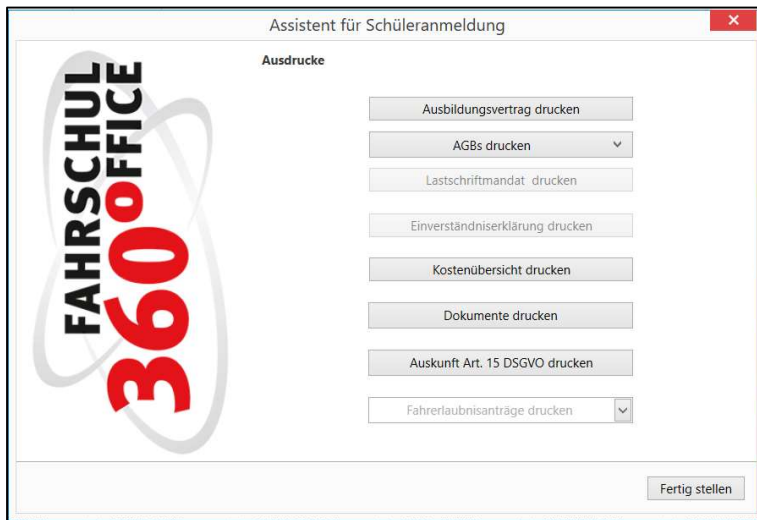 Assistent für Schüleranmeldung
FAHRSCHUL
360°OFFICE
Ausdrucke
Ausbildungsvertrag drucken
AGBs drucken
Lastschriftmandat drucken
Einverständniserklärung drucken
Kostenübersicht drucken
Dokumente drucken
Auskunft Art. 15 DSGVO drucken
Fahrerlaubnisanträge drucken
Fertig stellen